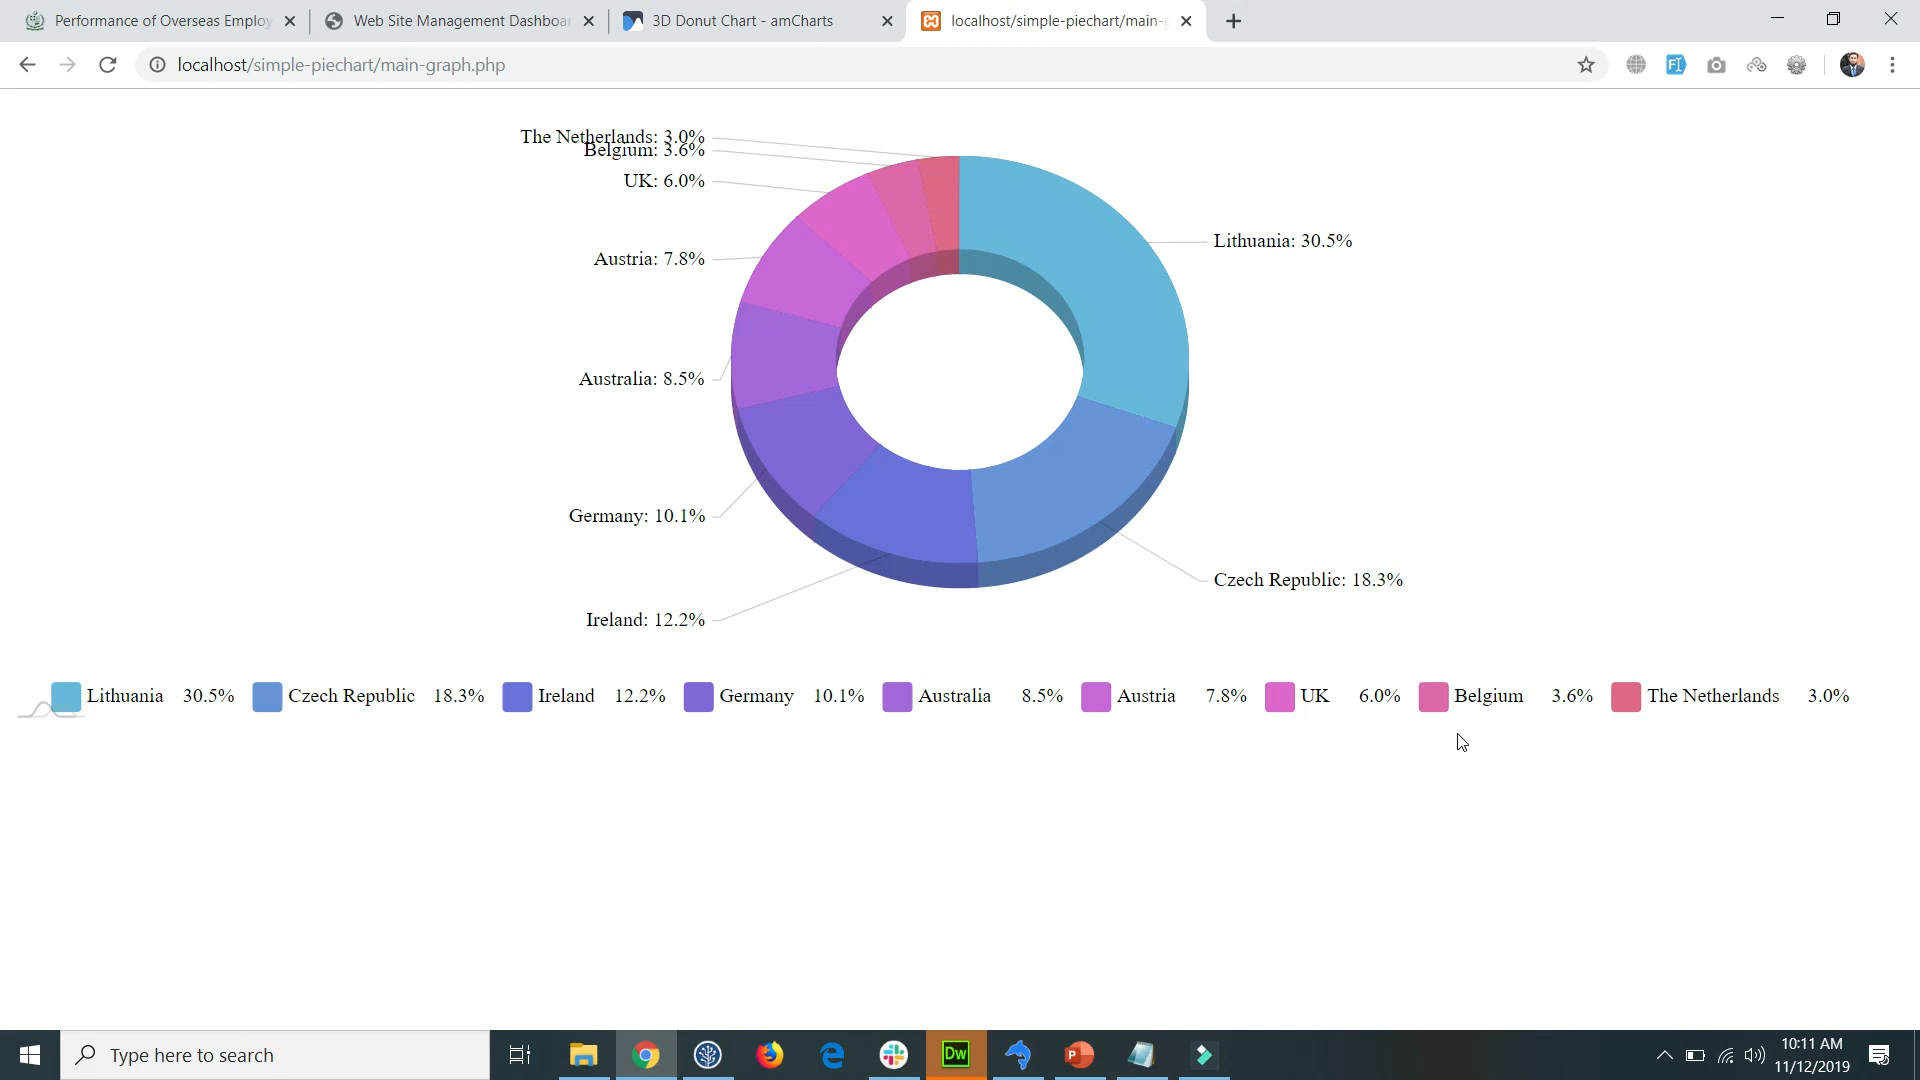 Performance of Overseas Employ
Web Site Management Dashboar
3D Donut Chart - amCharts
localhost/simple-piechart/main-g
localhost/simple-piechart/main-graph.php
The Netherlands: 3.0%
Belgium: 3.6%
UK: 6.0%
Austria: 7.8%
Lithuania: 30.5%
Australia: 8.5%
Germany: 10.1%
Czech Republic: 18.3%
Ireland: 12.2%
Lithuania 30.5% Czech Republic 18.3% Ireland 12.2% Germany 10.1% Australia 8.5% Austria 7.8% UK 6.0% Belgium 3.6% The Netherlands 3.0%
Type here to search
Dw
10:11 AM
11/12/2019